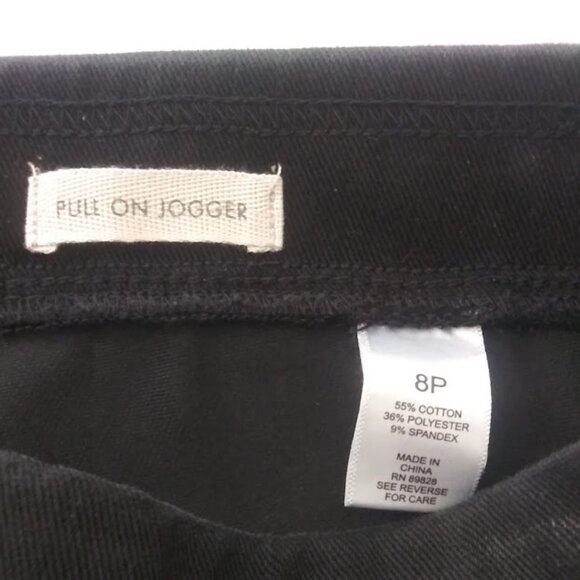 PULL ON JOGGER
8P
55% COTTON
36% POLYESTER
9% SPANDEX
MADE IN
CHINA
RN 89828
SEE REVERSE
FOR CARE